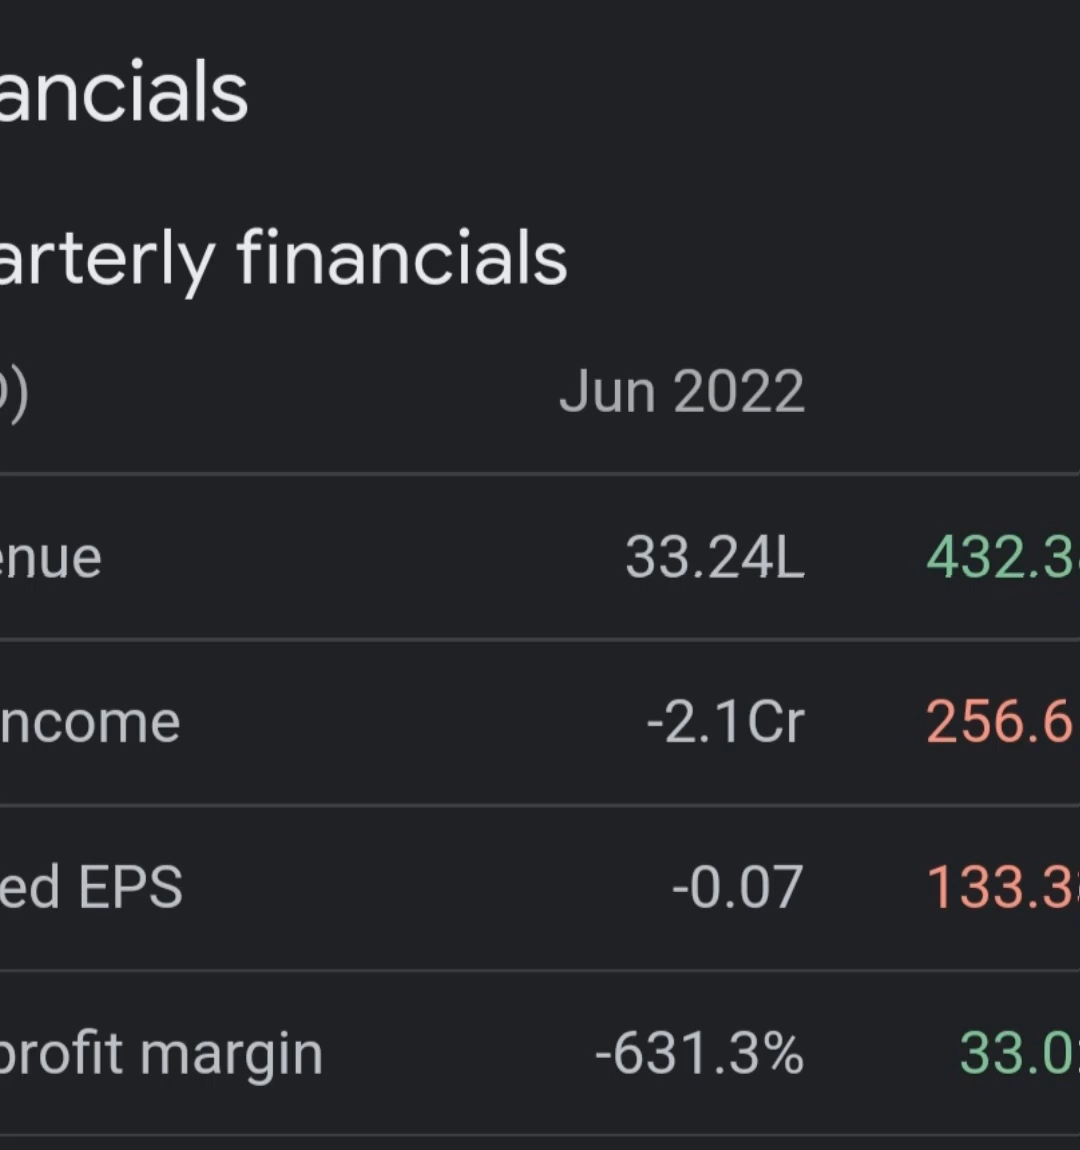 ancials
arterly financials
) Jun 2022
enue 33.24L 432.3
ncome -2.1Cr 256.6
ed EPS -0.07 133.3
profit margin -631.3% 33.0